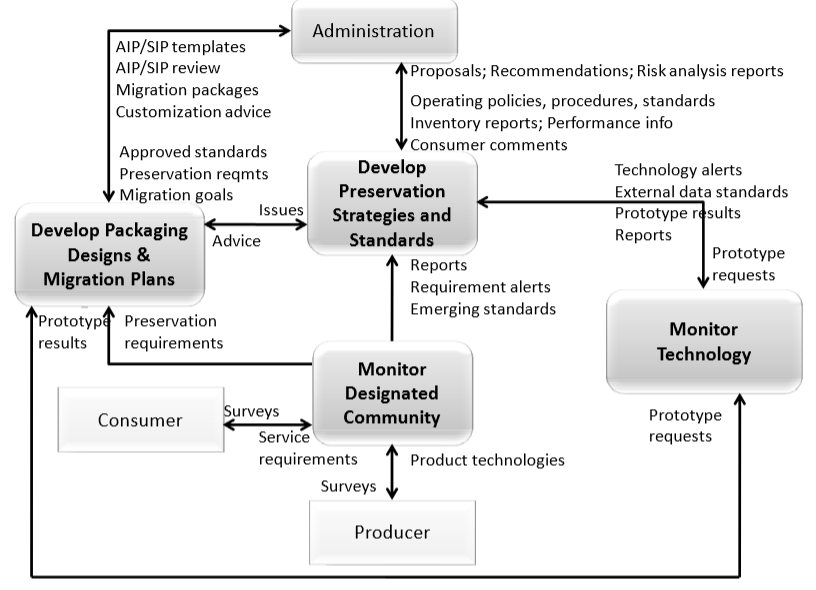 Administration
AIP/SIP templates
AIP/SIP review
Migration packages
Customization advice
Proposals; Recommendations; Risk analysis reports
Operating policies, procedures, standards
Inventory reports; Performance info
Consumer comments
Approved standards
Preservation reqmts
Migration goals
Develop
Preservation
Strategies and
Standards
Technology alerts
External data standards
Prototype results
Reports
Issues
Advice
Develop Packaging
Designs &
Migration Plans
Prototype
requests
Reports
Requirement alerts
Emerging standards
Prototype
results
Preservation
requirements
Monitor
Technology
Monitor
Designated
Community
Consumer
Surveys
Service
requirements
Prototype
requests
Product technologies
Surveys
Producer